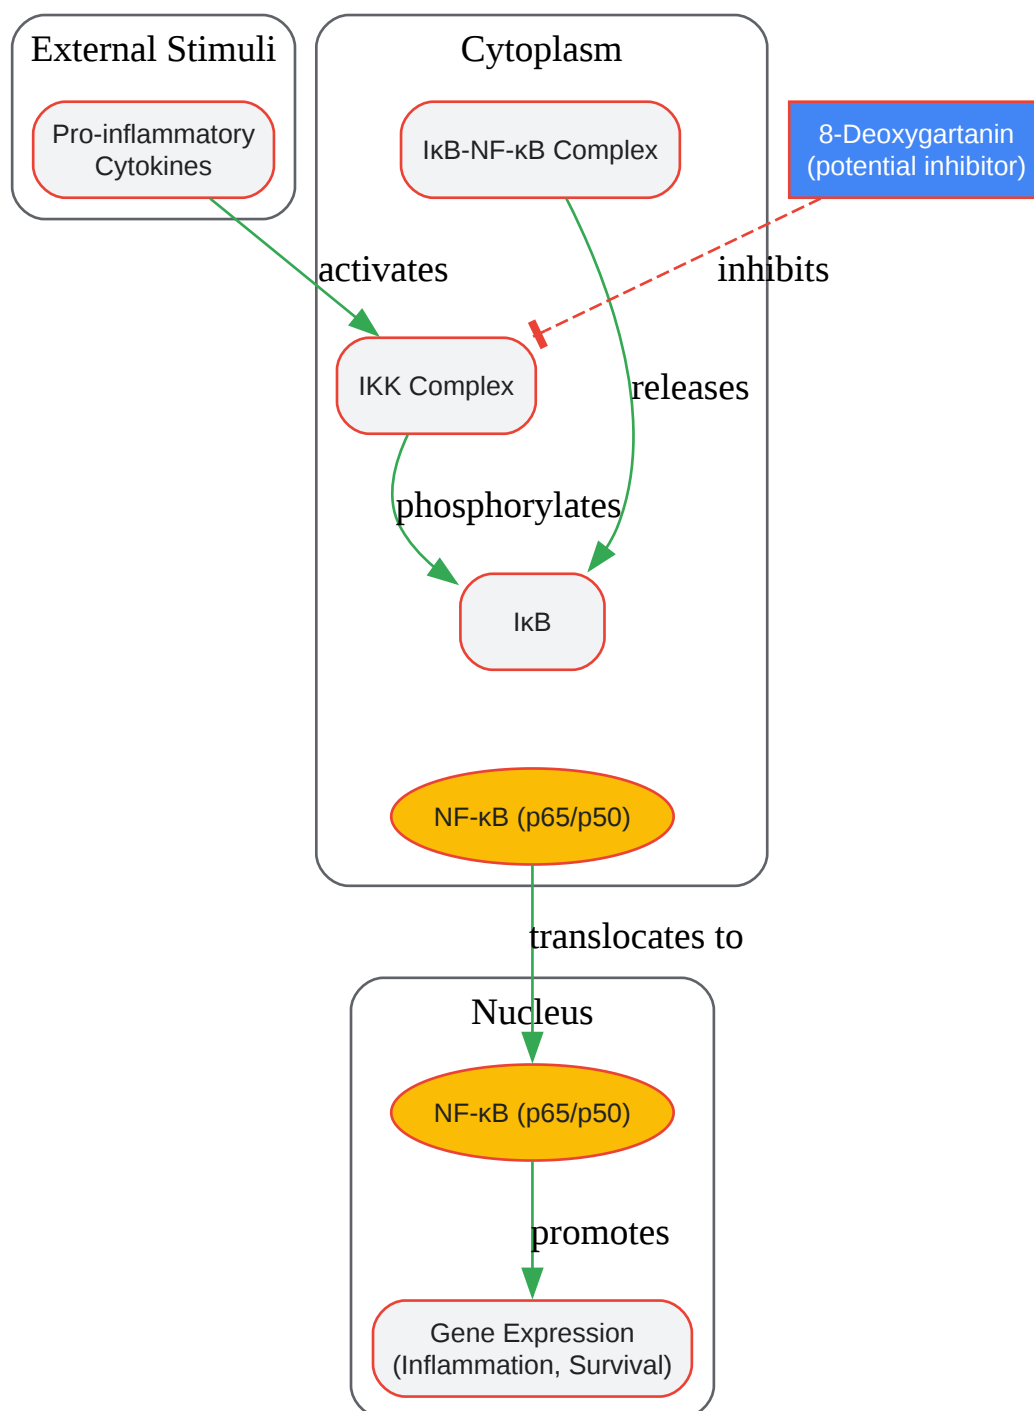 External Stimuli
Cytoplasm
Pro-inflammatory
Cytokines
IκB-NF-κB Complex
8-Deoxygartanin
(potential inhibitor)
activates
inhibits
IKK Complex
releases
phosphorylates
IκB
NF-κB (p65/p50)
translocates to
Nucleus
NF-κB (p65/p50)
promotes
Gene Expression
(Inflammation, Survival)